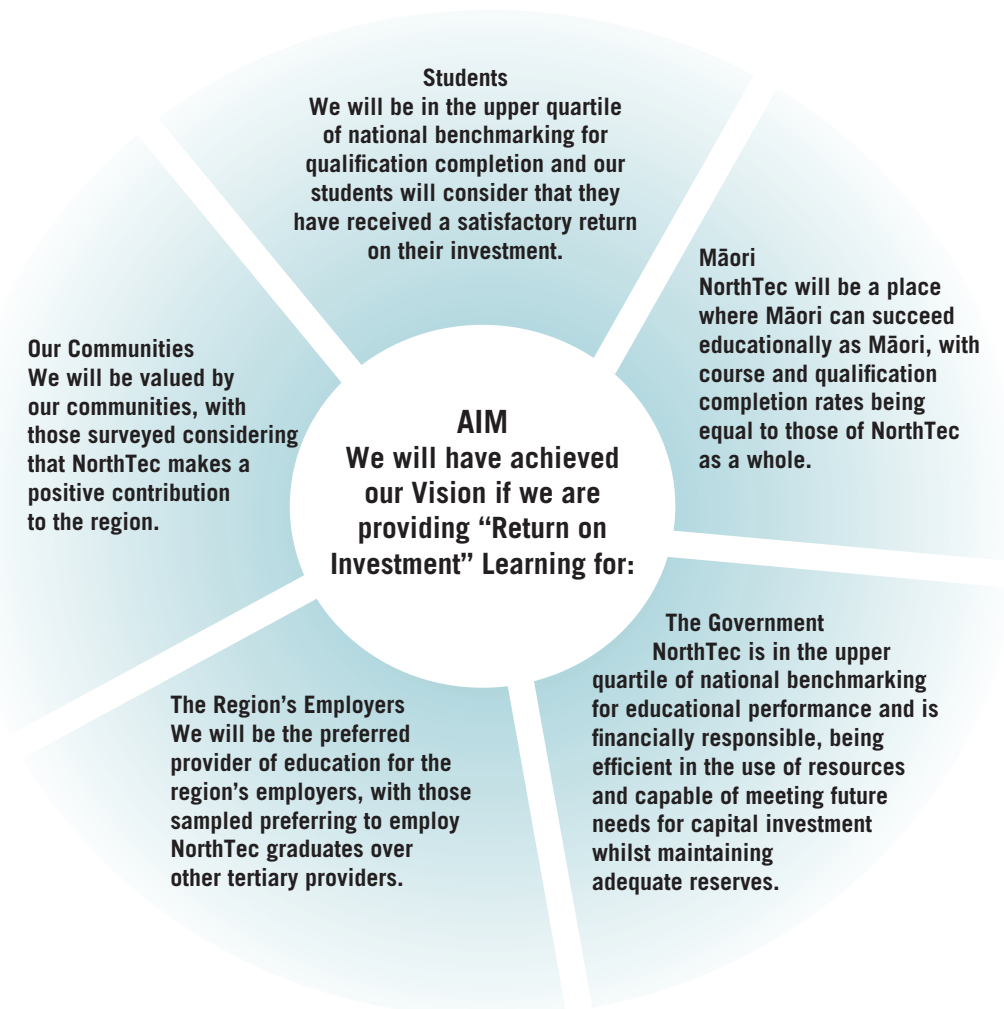 Students
We will be in the upper quartile
of national benchmarking for
qualification completion and our
students will consider that they
have received a satisfactory return
on their investment.
Māori
NorthTec will be a place
where Māori can succeed
educationally as Māori, with
course and qualification
completion rates being
equal to those of NorthTec
as a whole.
Our Communities
We will be valued by
our communities, with
those surveyed considering
that NorthTec makes a
positive contribution
to the region.
AIM
We will have achieved
our Vision if we are
providing “Return on
Investment” Learning for:
The Government
NorthTec is in the upper
quartile of national benchmarking
for educational performance and is
financially responsible, being
efficient in the use of resources
and capable of meeting future
needs for capital investment
whilst maintaining
adequate reserves.
The Region’s Employers
We will be the preferred
provider of education for the
region’s employers, with those
sampled preferring to employ
NorthTec graduates over
other tertiary providers.